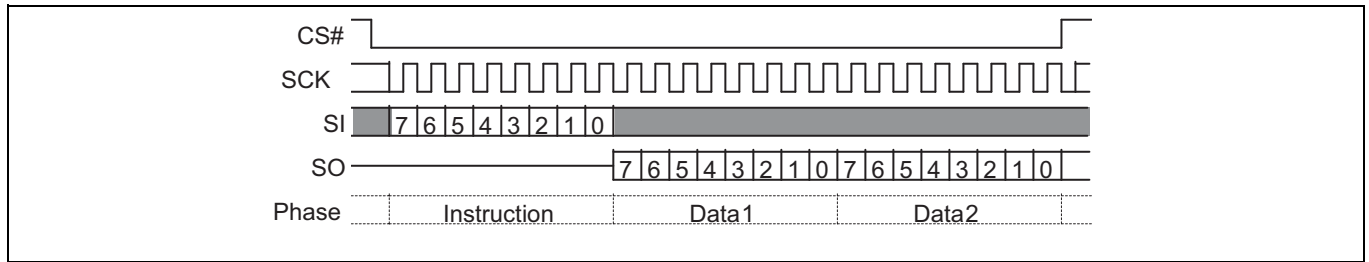 CS#
SCK
SI 7 6 5 4 3 2 1 0
SO 7 6 5 4 3 2 1 0 7 6 5 4 3 2 1 0
Phase Instruction Data1 Data2